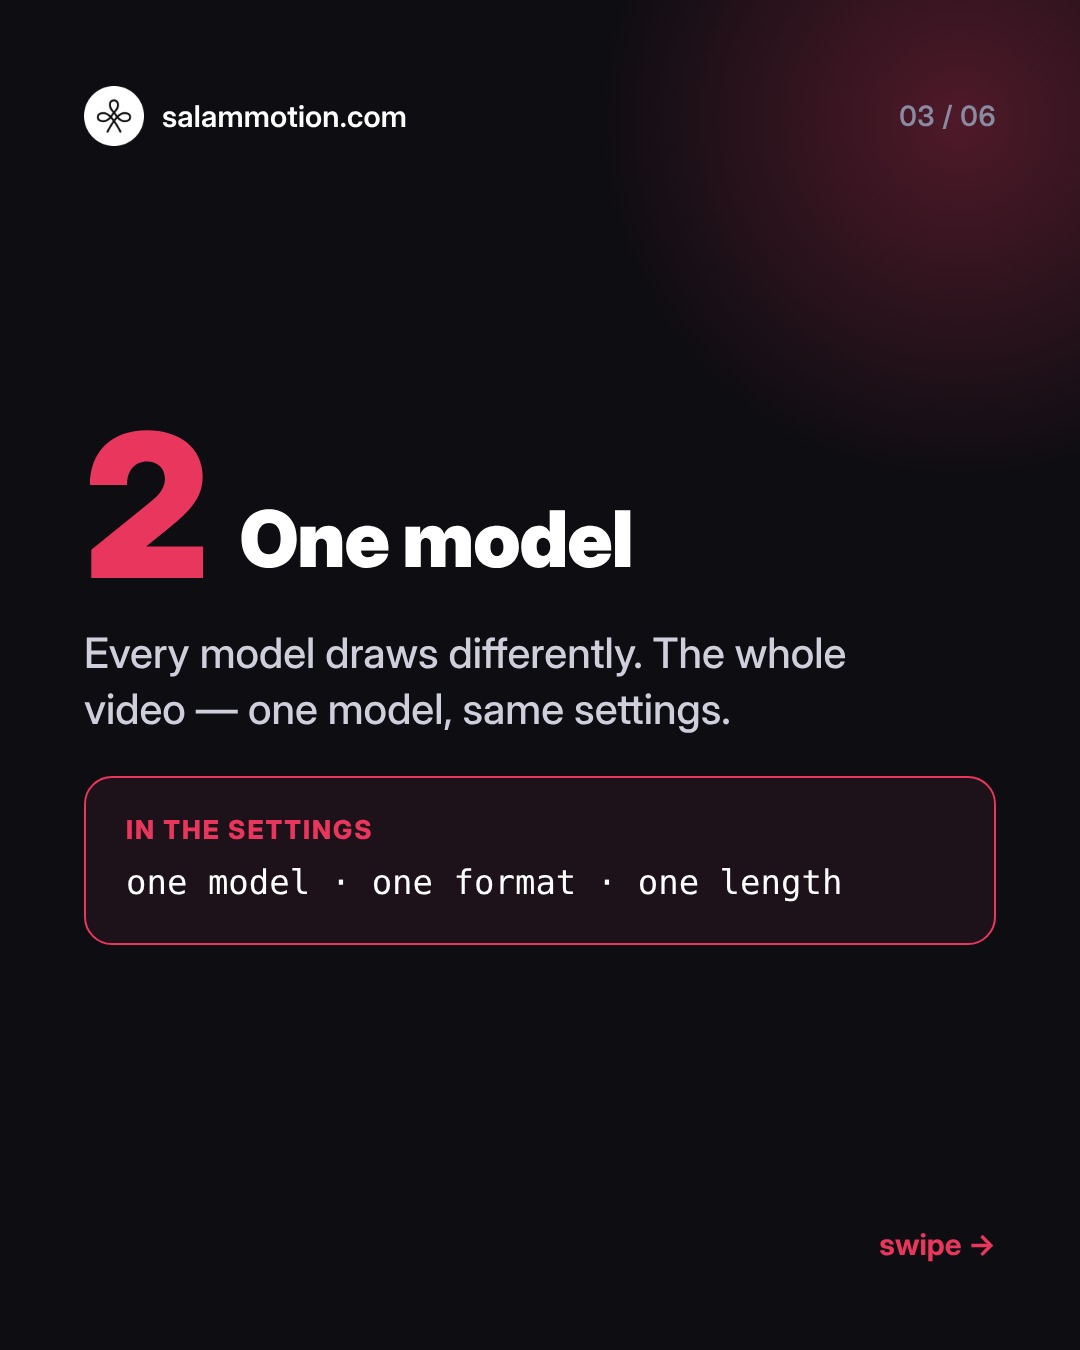 salammotion.com
03 / 06
2 One model
Every model draws differently. The whole
video — one model, same settings.
IN THE SETTINGS
one model · one format · one length
swipe →